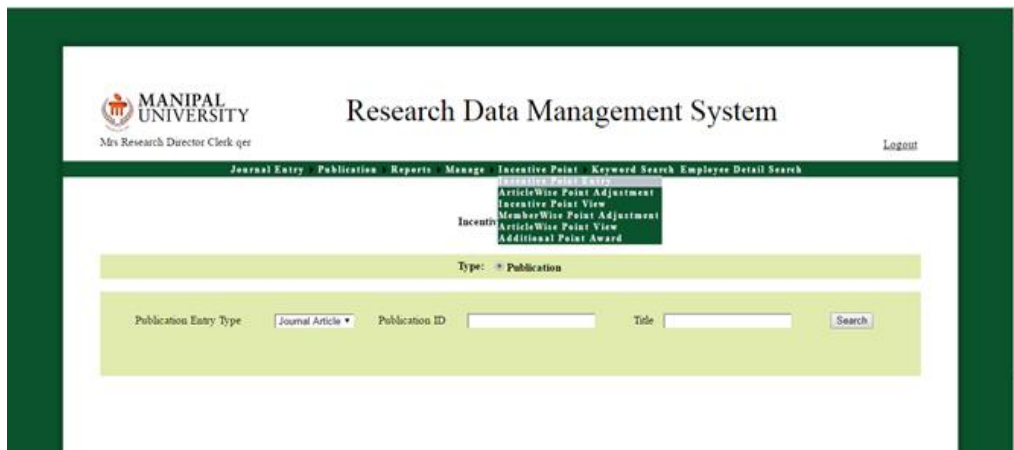 MANIPAL
UNIVERSITY
Research Data Management System
Mrs Research Director Clerk qer
Logout
Journal Entry Publication Reports Manage Incentive Point Keyword Search Employee Detail Search
Incentive Point Entry
ArticleWise Point Adjustment
Incentive Point View
MemberWise Point Adjustment
ArticleWise Point View
Additional Point Award
Type: Publication
Publication Entry Type Journal Article Publication ID Title Search